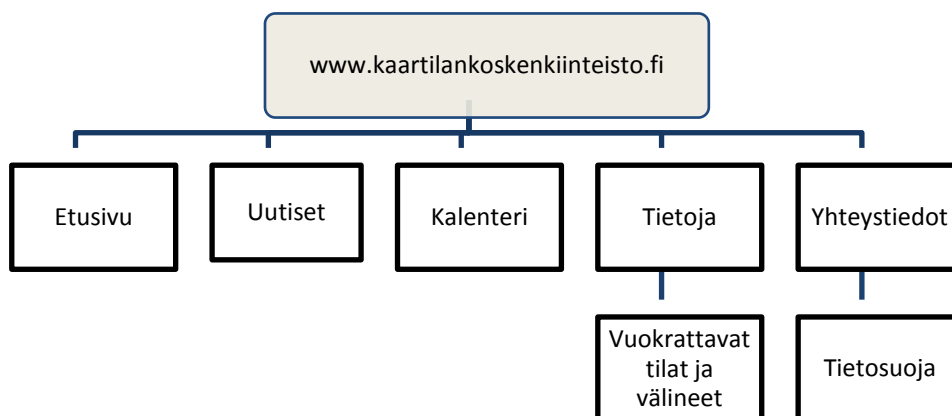 www.kaartilankoskenkiinteisto.fi
Etusivu
Uutiset
Kalenteri
Tietoja
Yhteystiedot
Vuokrattavat
tilat ja
välineet
Tietosuoja